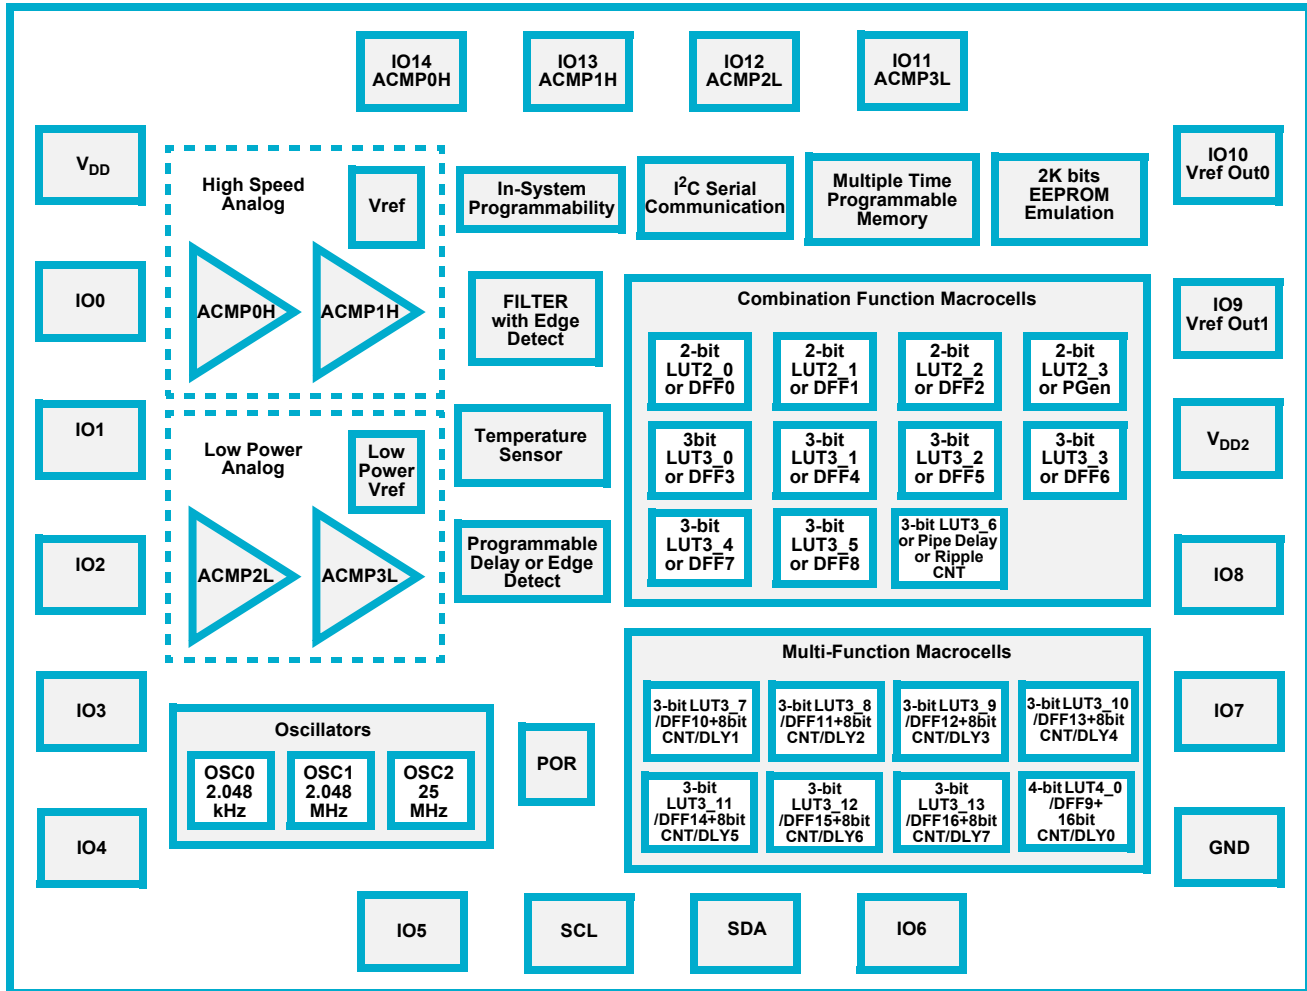 IO14
ACMP0H
IO13
ACMP1H
IO12
ACMP2L
IO11
ACMP3L
VDD
IO0
IO1
IO2
IO3
IO4
High Speed
Analog
Vref
ACMP0H
ACMP1H
Low Power
Analog
Low
Power
Vref
ACMP2L
ACMP3L
In-System
Programmability
I2C Serial
Communication
Multiple Time
Programmable
Memory
2K bits
EEPROM
Emulation
FILTER
with Edge
Detect
Temperature
Sensor
Programmable
Delay or Edge
Detect
Combination Function Macrocells
2-bit
LUT2_0
or DFF0
2-bit
LUT2_1
or DFF1
2-bit
LUT2_2
or DFF2
2-bit
LUT2_3
or PGen
3bit
LUT3_0
or DFF3
3-bit
LUT3_1
or DFF4
3-bit
LUT3_2
or DFF5
3-bit
LUT3_3
or DFF6
3-bit
LUT3_4
or DFF7
3-bit
LUT3_5
or DFF8
3-bit LUT3_6
or Pipe Delay
or Ripple
CNT
Multi-Function Macrocells
3-bit LUT3_7
/DFF10+8bit
CNT/DLY1
3-bit LUT3_8
/DFF11+8bit
CNT/DLY2
3-bit LUT3_9
/DFF12+8bit
CNT/DLY3
3-bit LUT3_10
/DFF13+8bit
CNT/DLY4
3-bit
LUT3_11
/DFF14+8bit
CNT/DLY5
3-bit
LUT3_12
/DFF15+8bit
CNT/DLY6
3-bit
LUT3_13
/DFF16+8bit
CNT/DLY7
4-bit LUT4_0
/DFF9+
16bit
CNT/DLY0
Oscillators
OSC0
2.048
kHz
OSC1
2.048
MHz
OSC2
25
MHz
POR
IO10
Vref Out0
IO9
Vref Out1
VDD2
IO8
IO7
GND
IO5
SCL
SDA
IO6